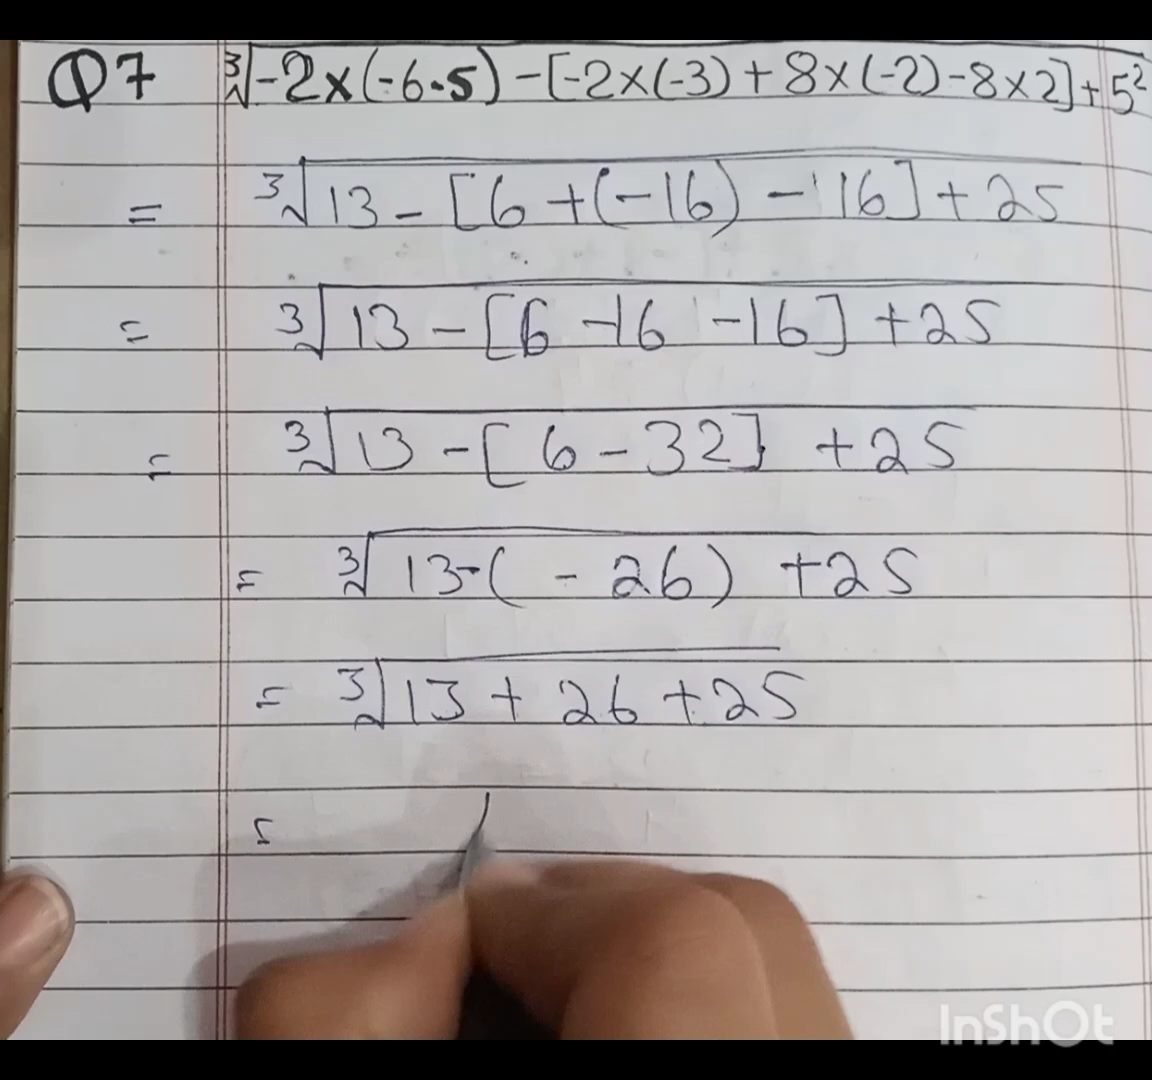 Q7 ∛-2×(-6.5) -[-2×(-3) + 8×(-2) -8×2] + 5²
= ∛13 - [6 + (-16) - 16] + 25
= ∛13 - [6 -16 -16] +25
= ∛13 - [6 - 32] +25
= ∛13 -( - 26) +25
= ∛13 + 26 +25
=
InShOt